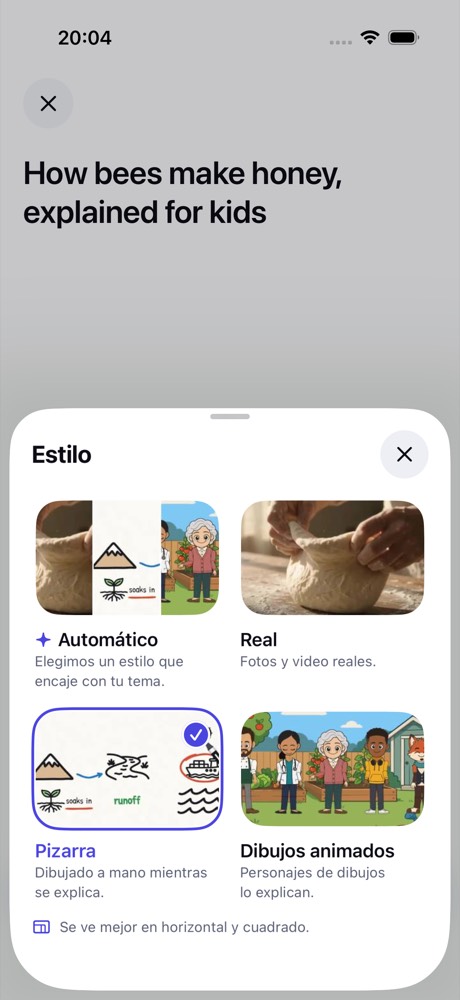 20:04
How bees make honey,
explained for kids
Estilo
soaks in
Automático
Elegimos un estilo que
encaje con tu tema.
Real
Fotos y video reales.
soaks in
runoff
Pizarra
Dibujado a mano mientras
se explica.
Dibujos animados
Personajes de dibujos
lo explican.
Se ve mejor en horizontal y cuadrado.